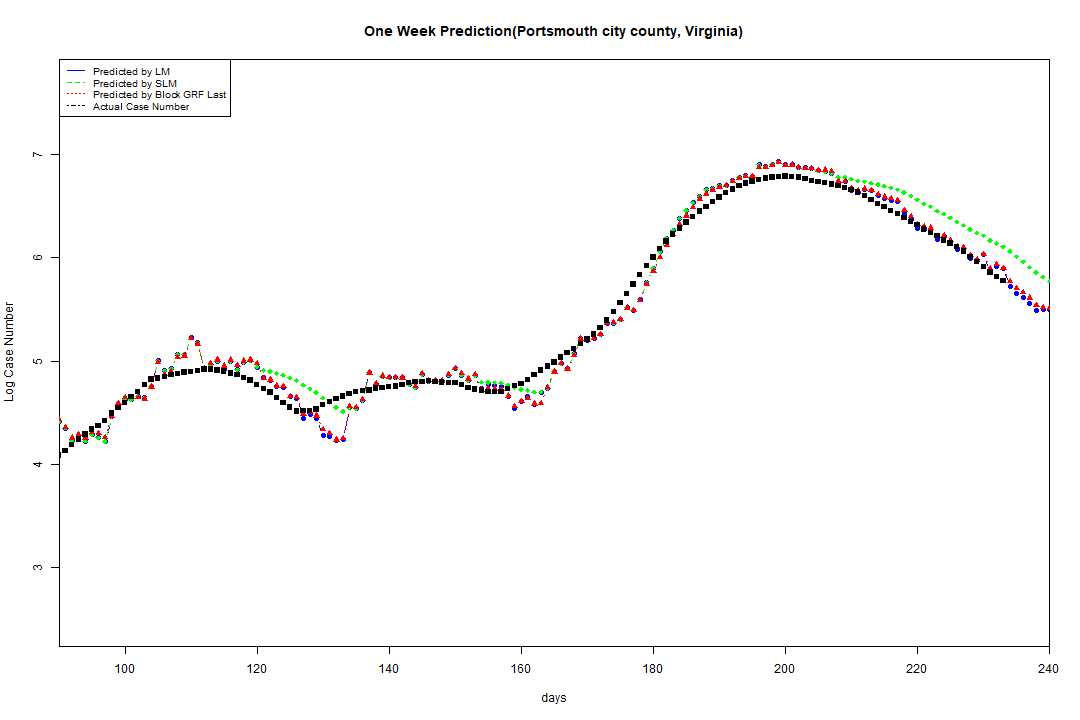 One Week Prediction(Portsmouth city county, Virginia)
Predicted by LM
Predicted by SLM
Predicted by Block GRF Last
Actual Case Number
7
6
5
4
3
Log Case Number
100 120 140 160 180 200 220 240
days